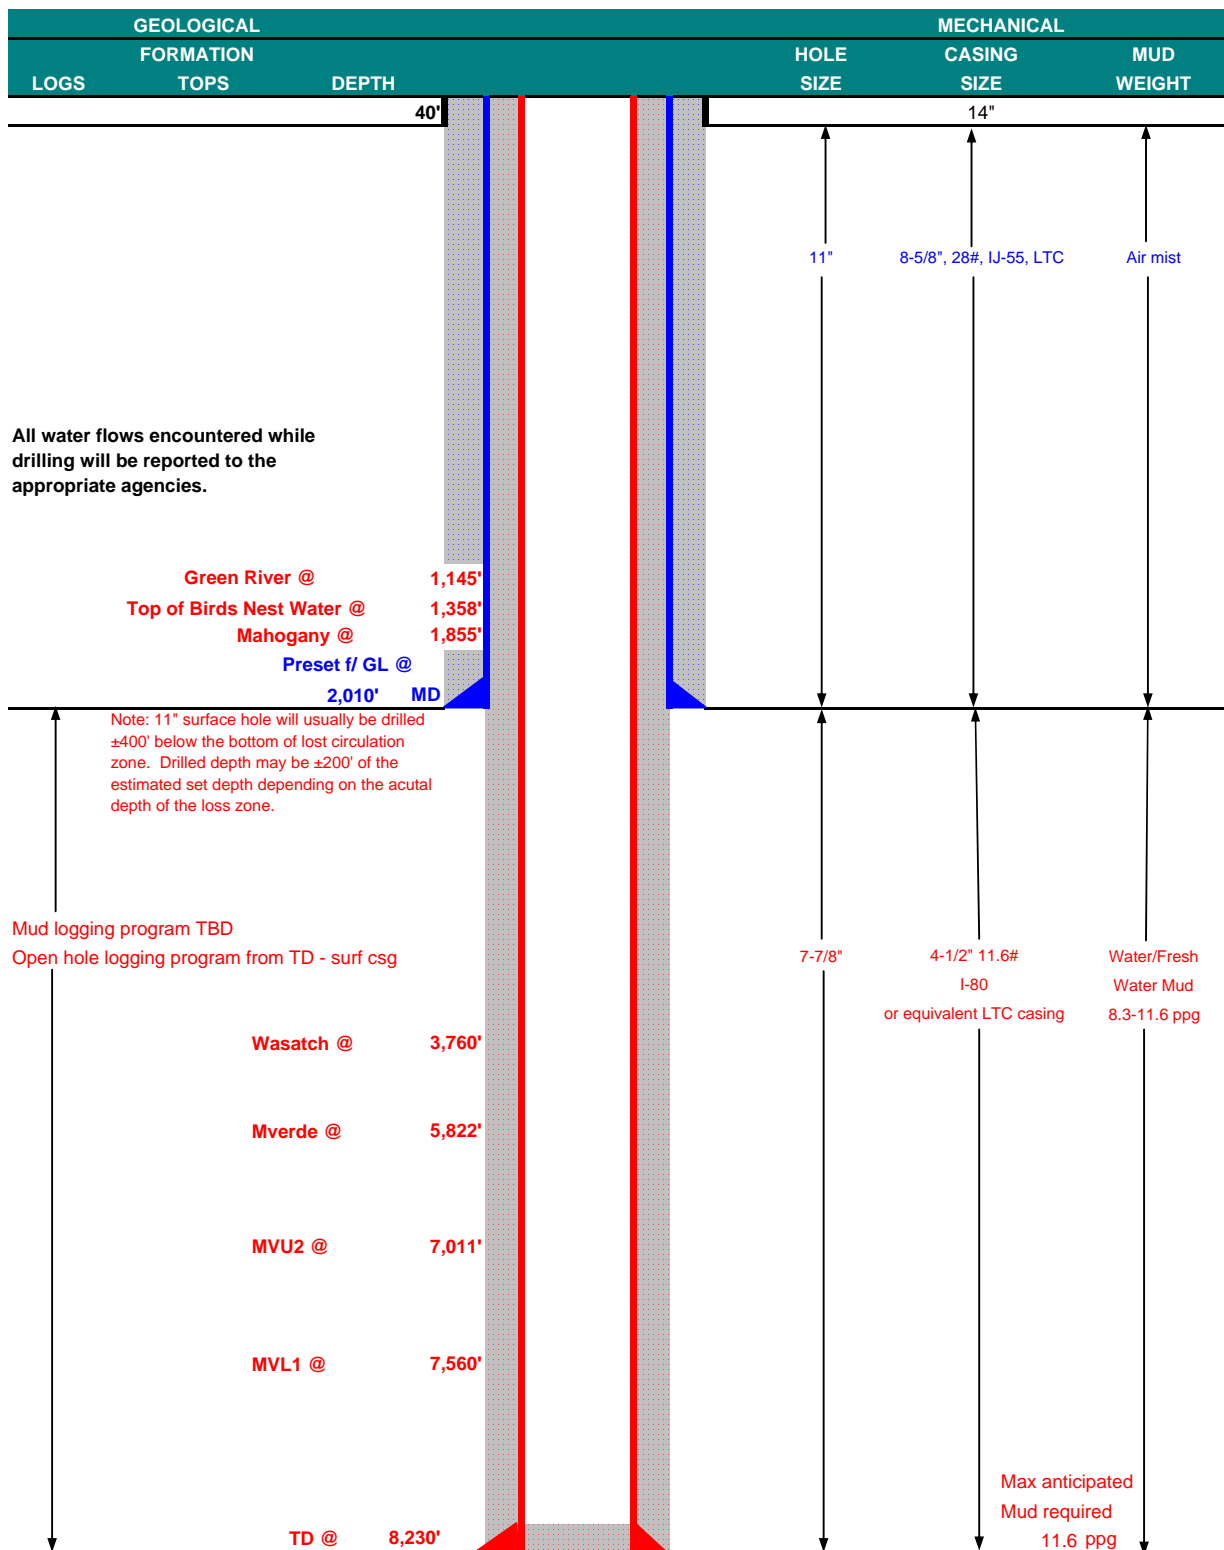 GEOLOGICAL MECHANICAL
FORMATION HOLE CASING MUD
LOGS TOPS DEPTH SIZE SIZE WEIGHT
40' 14"
11" 8-5/8", 28#, IJ-55, LTC Air mist
All water flows encountered while
drilling will be reported to the
appropriate agencies.
Green River @ 1,145'
Top of Birds Nest Water @ 1,358'
Mahogany @ 1,855'
Preset f/ GL @
2,010' MD
Note: 11" surface hole will usually be drilled
±400' below the bottom of lost circulation
zone. Drilled depth may be ±200' of the
estimated set depth depending on the acutal
depth of the loss zone.
Mud logging program TBD
Open hole logging program from TD - surf csg
7-7/8" 4-1/2" 11.6# Water/Fresh
I-80 Water Mud
or equivalent LTC casing 8.3-11.6 ppg
Wasatch @ 3,760'
Mverde @ 5,822'
MVU2 @ 7,011'
MVL1 @ 7,560'
Max anticipated
Mud required
TD @ 8,230' 11.6 ppg